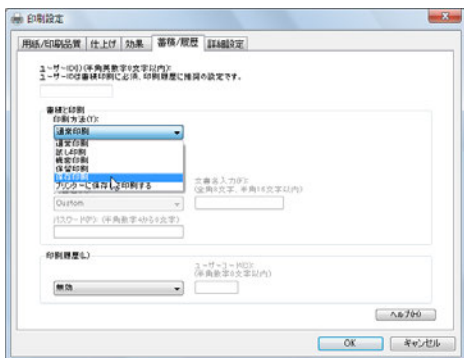 印刷設定
用紙/印刷品質 仕上げ 効果 蓄積/履歴 詳細設定
ユーザーID(I):(半角英数字8文字以内):
ユーザーIDは蓄積印刷に必須、印刷履歴に推奨の設定です。
蓄積と印刷
印刷方法(Y):
通常印刷
通常印刷
試し印刷
機密印刷
保留印刷
保存印刷
プリンターに保存して印刷する
文書名入力(F):
(全角8文字、半角16文字以内)
Custom
パスワード(P): (半角数字4から8文字)
印刷履歴(L)
ユーザーコード(C):
(半角数字8文字以内)
無効
ヘルプ(H)
OK キャンセル